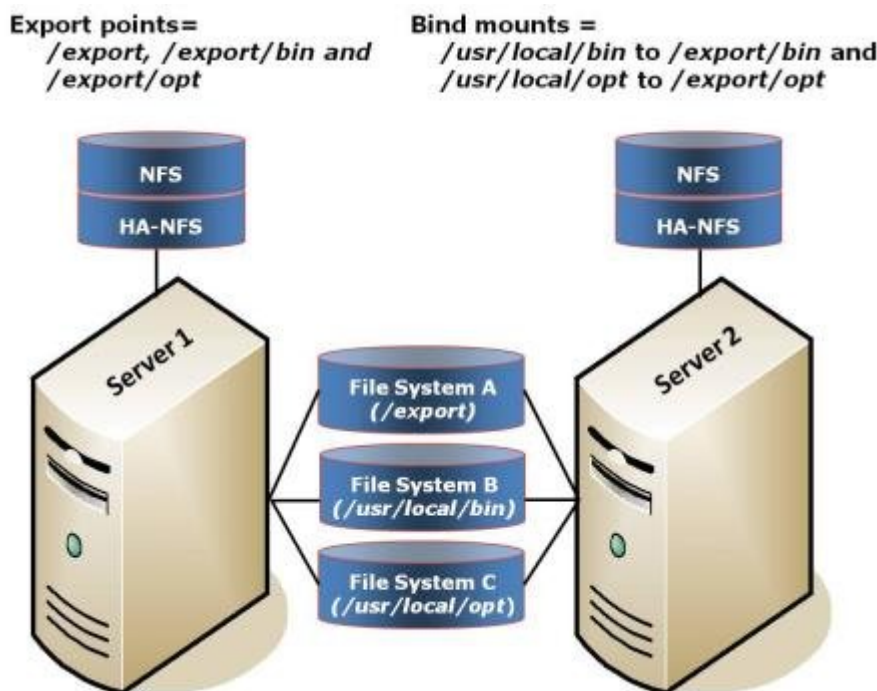 Export points=
/export, /export/bin and
/export/opt
Bind mounts =
/usr/local/bin to /export/bin and
/usr/local/opt to /export/opt
NFS
HA-NFS
NFS
HA-NFS
Server 1
Server 2
File System A
(/export)
File System B
(/usr/local/bin)
File System C
(/usr/local/opt)